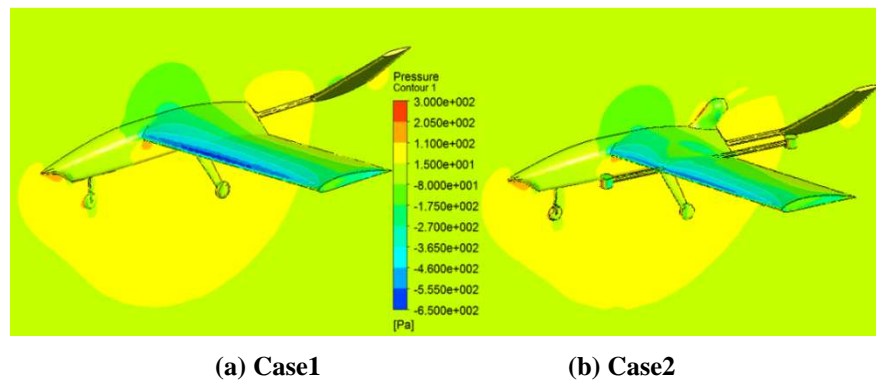 Pressure
Contour 1
3.000e+002
2.050e+002
1.100e+002
1.500e+001
-8.000e+001
-1.750e+002
-2.700e+002
-3.650e+002
-4.600e+002
-5.550e+002
-6.500e+002
[Pa]
(a) Case1
(b) Case2